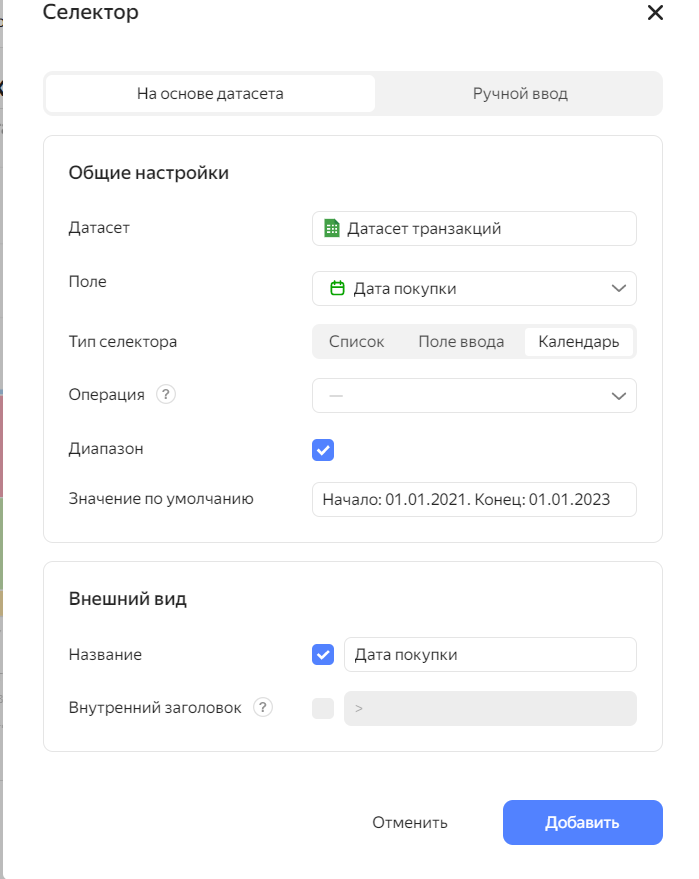 Селектор
На основе датасета Ручной ввод
Общие настройки
Датасет Датасет транзакций
Поле Дата покупки
Тип селектора Список Поле ввода Календарь
Операция ? —
Диапазон
Значение по умолчанию Начало: 01.01.2021. Конец: 01.01.2023
Внешний вид
Название Дата покупки
Внутренний заголовок ? >
Отменить Добавить